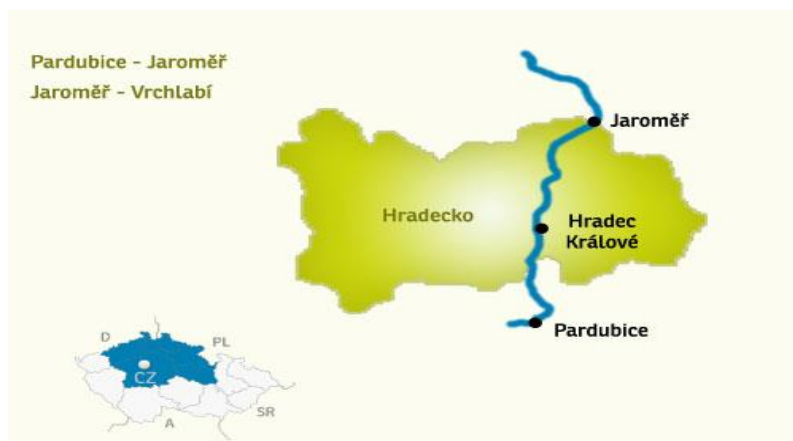 Pardubice - Jaroměř
Jaroměř - Vrchlabí
Jaroměř
Hradecko
Hradec
Králové
Pardubice
D
PL
CZ
A
SR